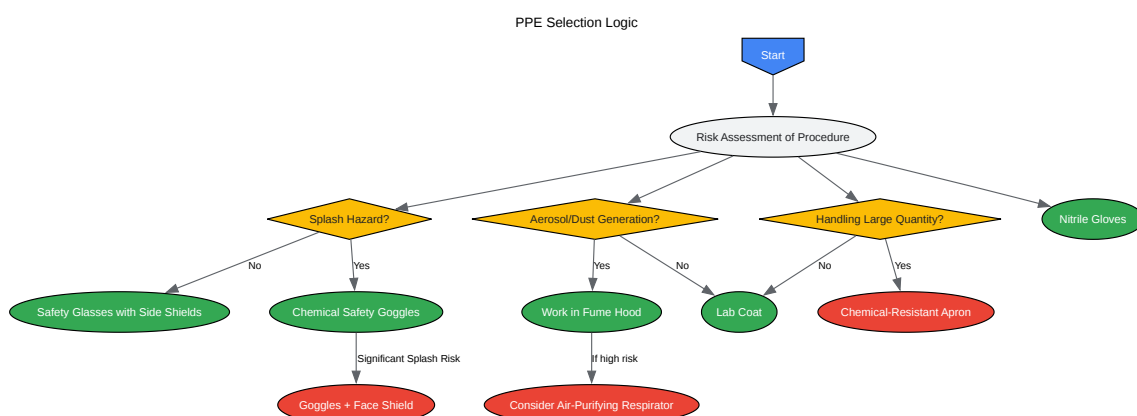 PPE Selection Logic
Start
Risk Assessment of Procedure
Splash Hazard?
Aerosol/Dust Generation?
Handling Large Quantity?
Nitrile Gloves
No
Yes
Yes
No
No
Yes
Safety Glasses with Side Shields
Chemical Safety Goggles
Work in Fume Hood
Lab Coat
Chemical-Resistant Apron
Significant Splash Risk
If high risk
Goggles + Face Shield
Consider Air-Purifying Respirator